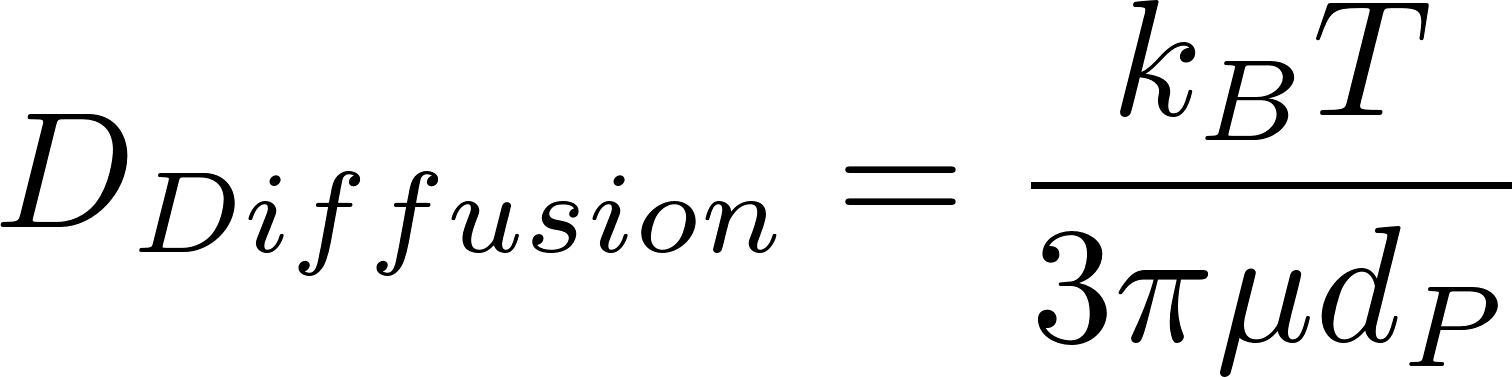 D_{Diffusion} = \frac{k_B T}{3 \pi \mu d_P}